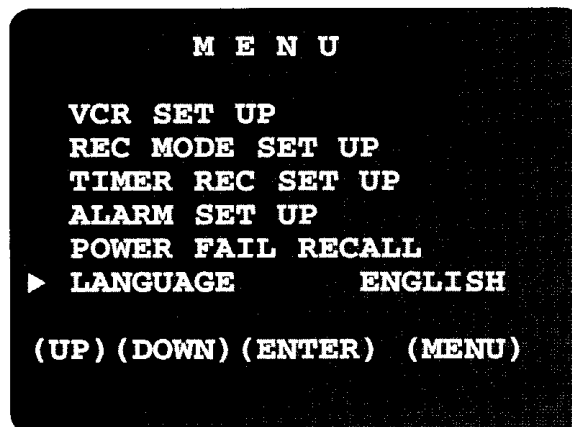 M E N U
VCR SET UP
REC MODE SET UP
TIMER REC SET UP
ALARM SET UP
POWER FAIL RECALL
▶ LANGUAGE ENGLISH
(UP)(DOWN)(ENTER) (MENU)